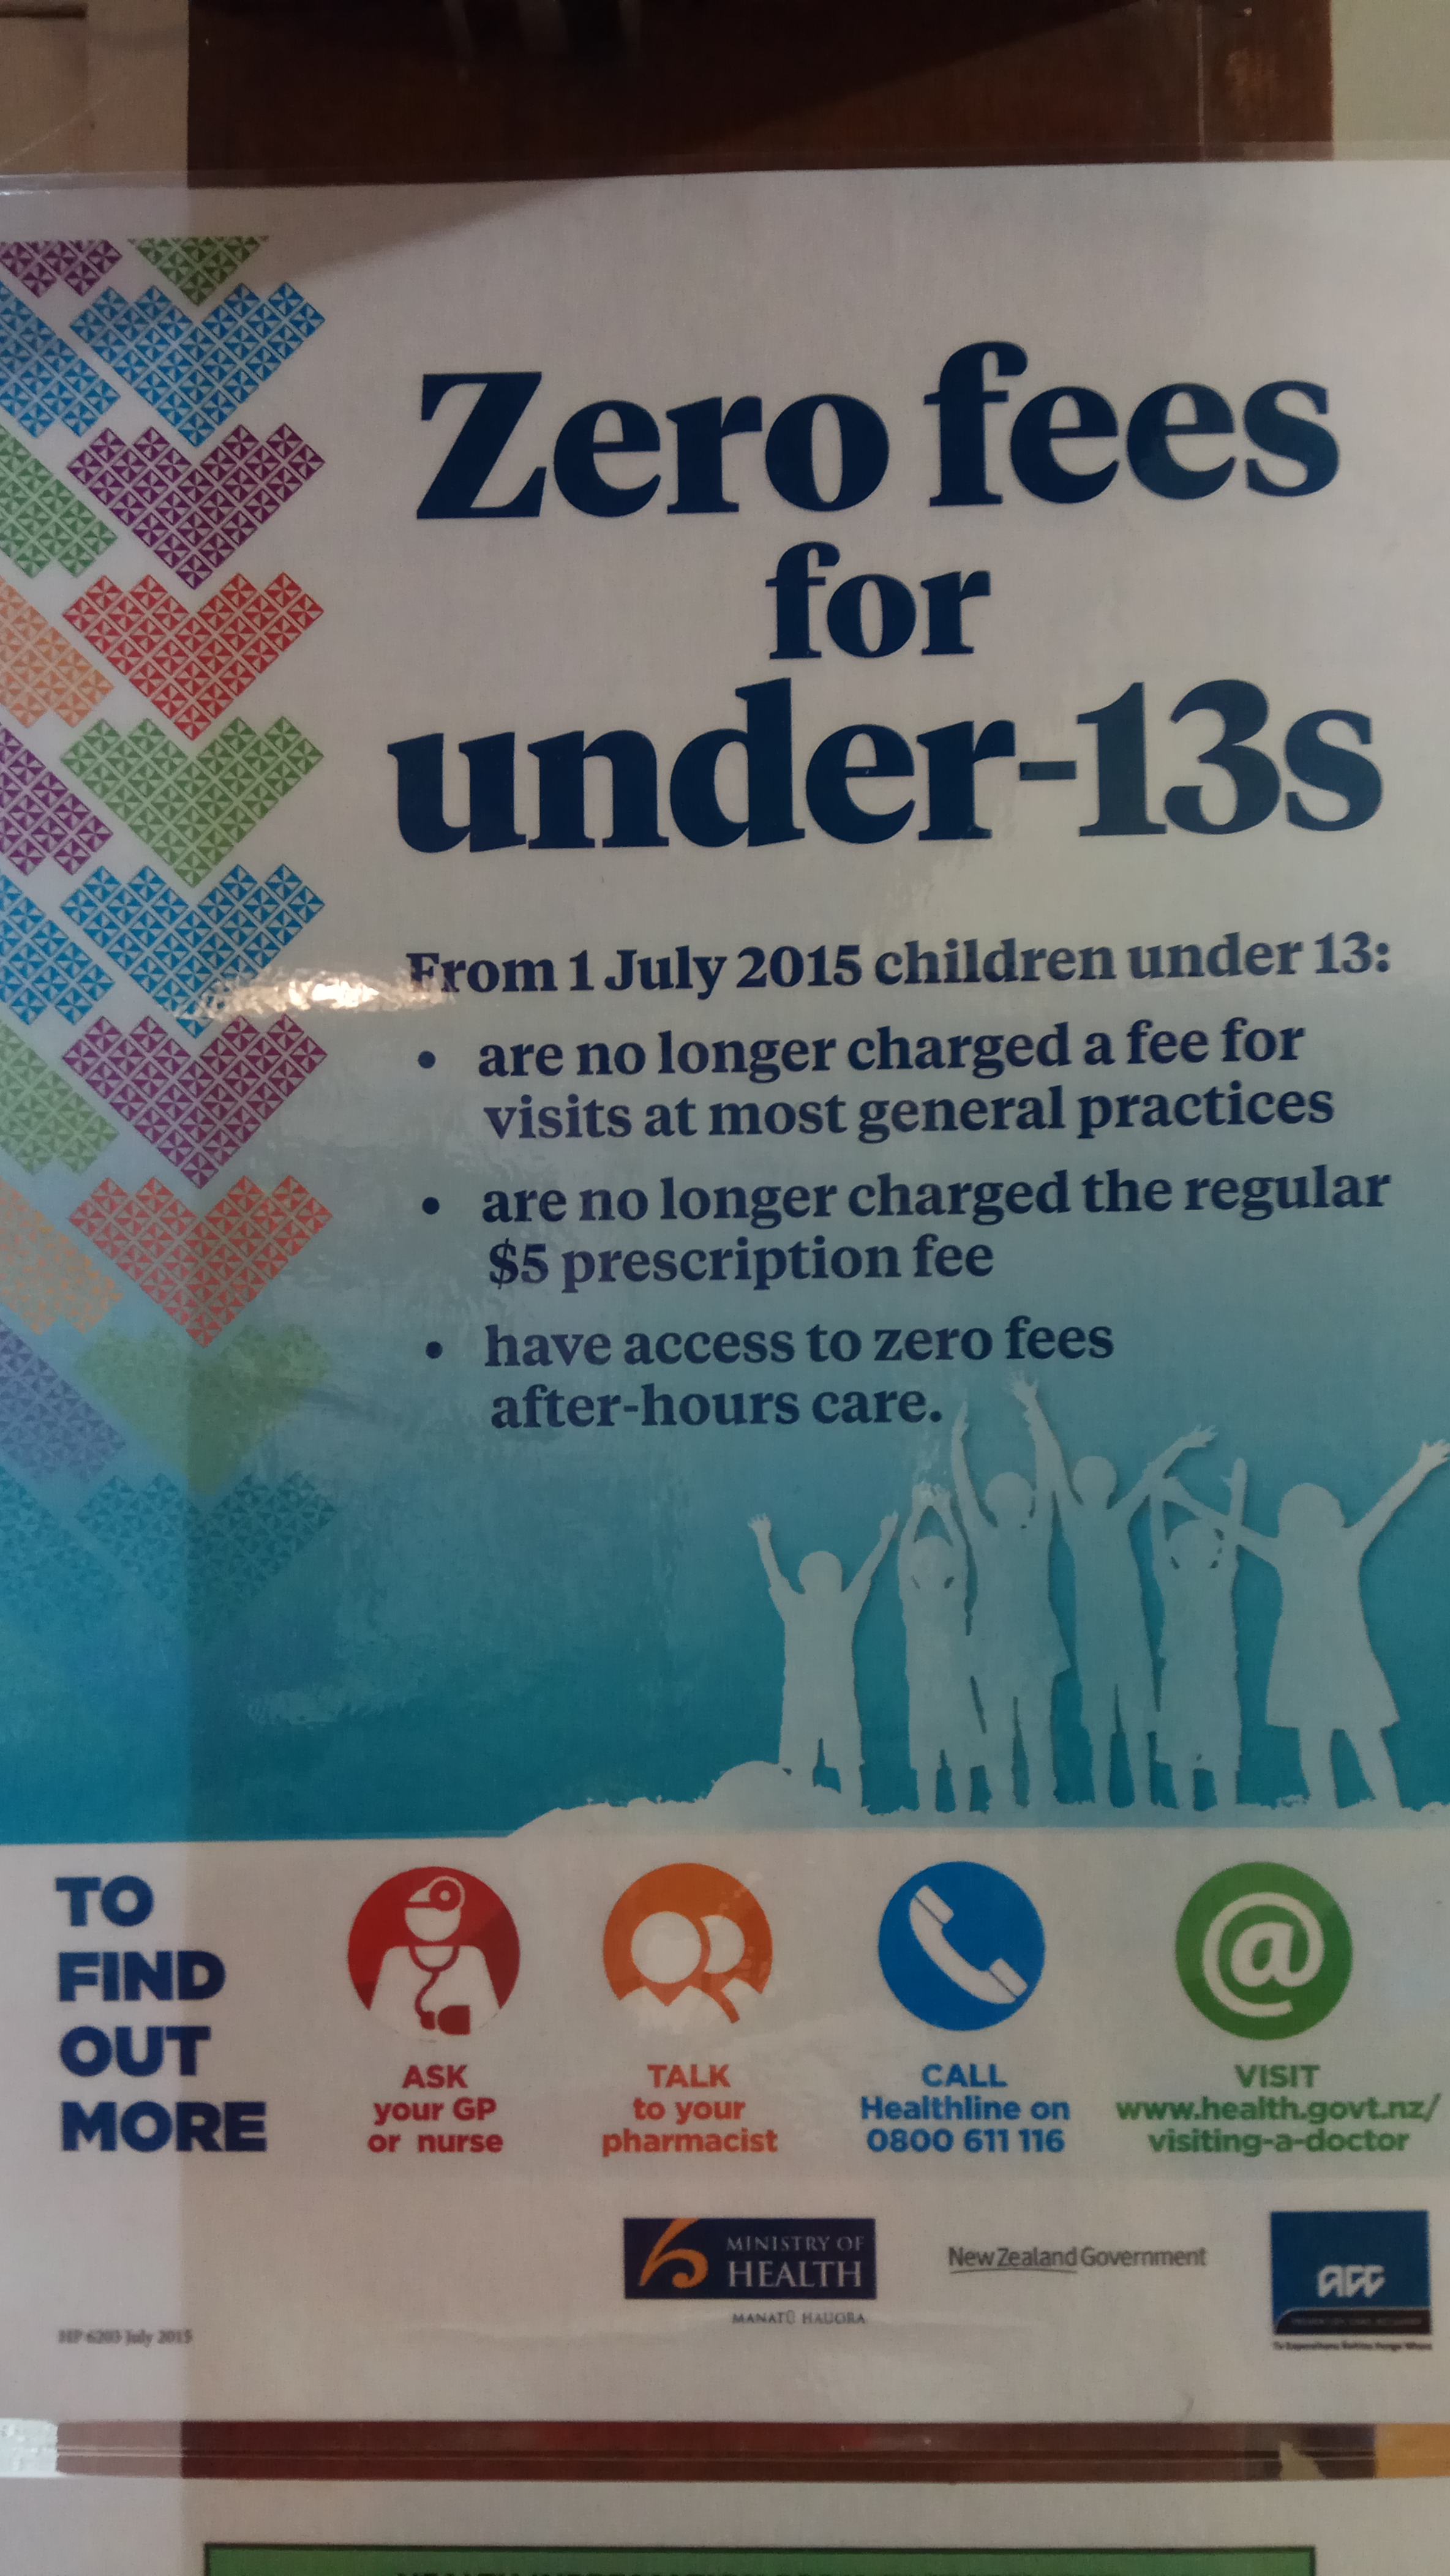 Zero fees
for
under-13s
From 1 July 2015 children under 13:
• are no longer charged a fee for
visits at most general practices
• are no longer charged the regular
$5 prescription fee
• have access to zero fees
after-hours care.
TO
FIND
OUT
MORE
ASK
your GP
or nurse
TALK
to your
pharmacist
CALL
Healthline on
0800 611 116
VISIT
www.health.govt.nz/
visiting-a-doctor
MINISTRY OF
HEALTH
MANATŪ HAUORA
New Zealand Government
ACC
HP 6203 July 2015